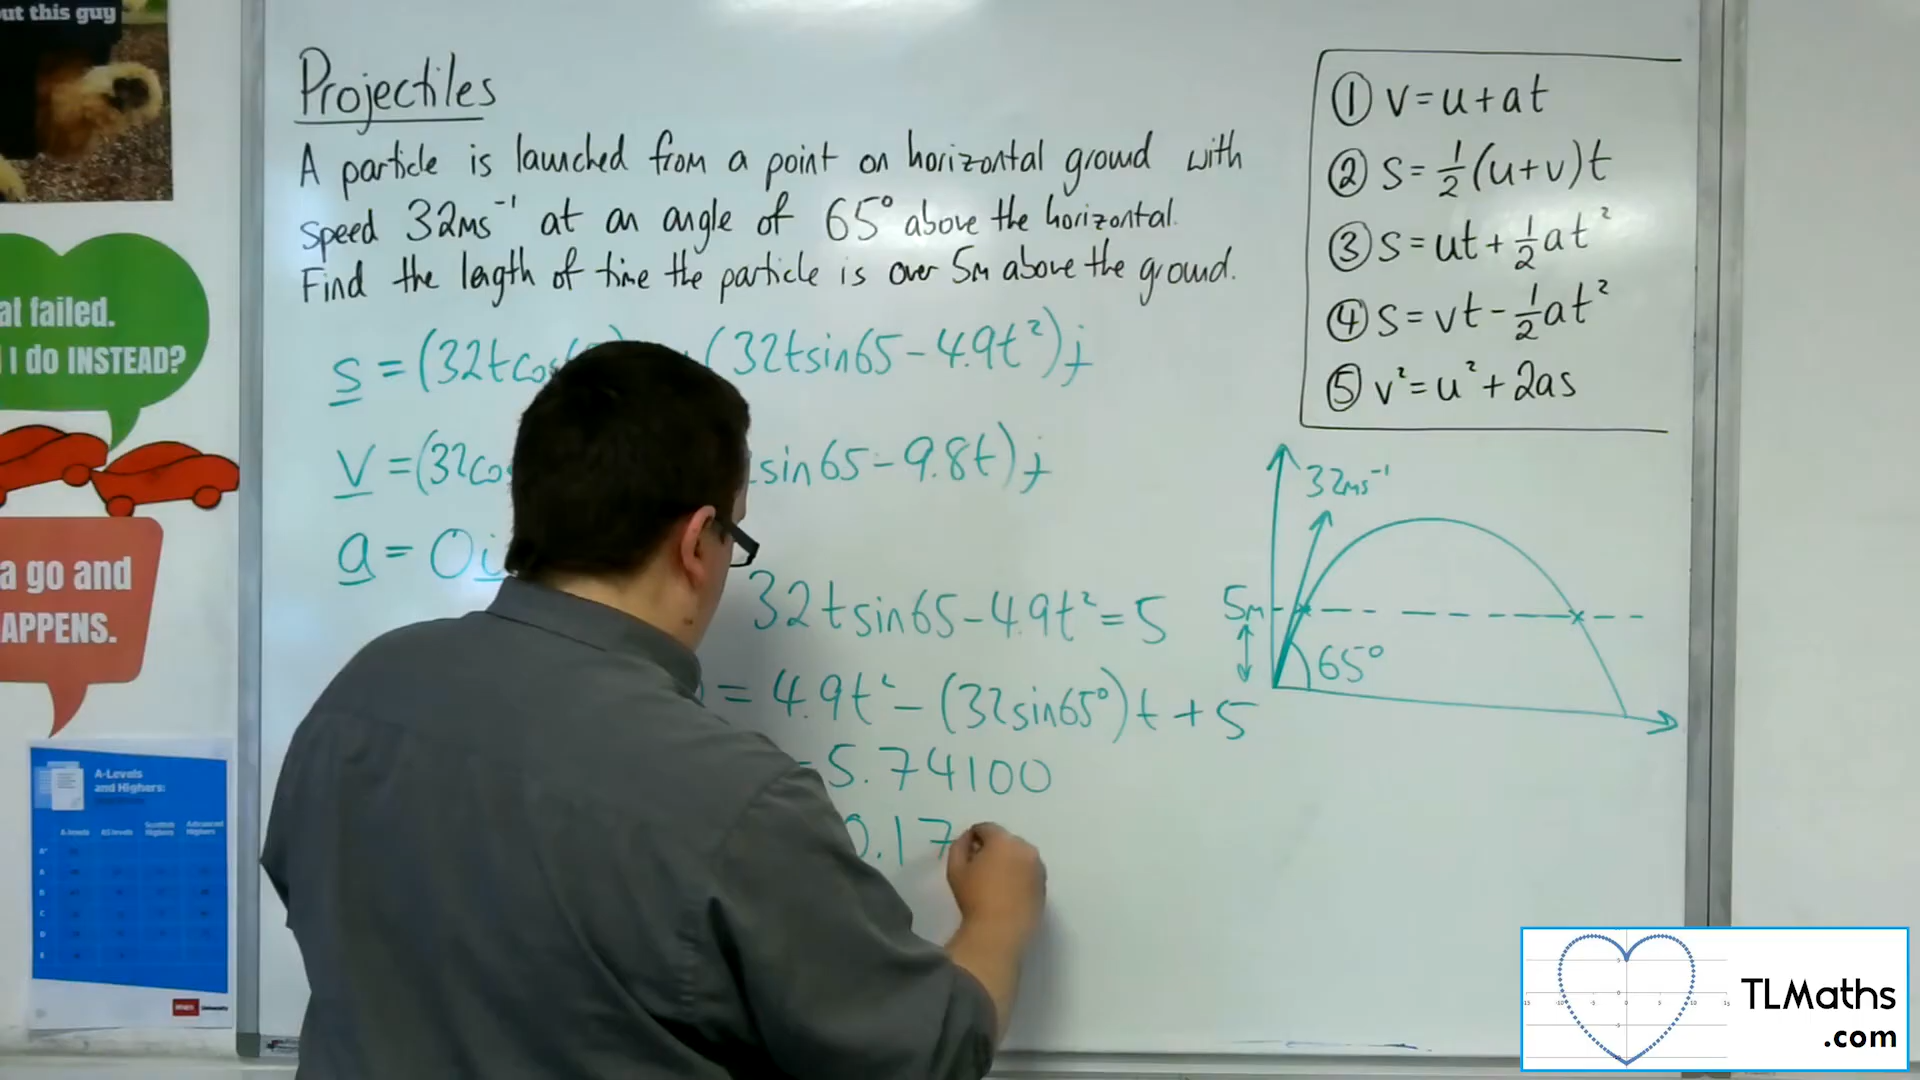 out this guy
at failed.
I do INSTEAD?
a go and
APPENS.
A-Levels
and Highers:
Projectiles
A particle is launched from a point on horizontal ground with
speed 32ms⁻¹ at an angle of 65° above the horizontal.
Find the length of time the particle is over 5m above the ground.
s = (32tcos (32tsin65 - 4.9t²)j
v = (32cos sin65 - 9.8t)j
a = 0i
32tsin65 - 4.9t² = 5
= 4.9t² - (32sin65°)t + 5
= 5.74100
0.17
① v = u + at
② s = ½(u+v)t
③ s = ut + ½at²
④ s = vt - ½at²
⑤ v² = u² + 2as
32ms⁻¹
5m
65°
TLMaths
.com